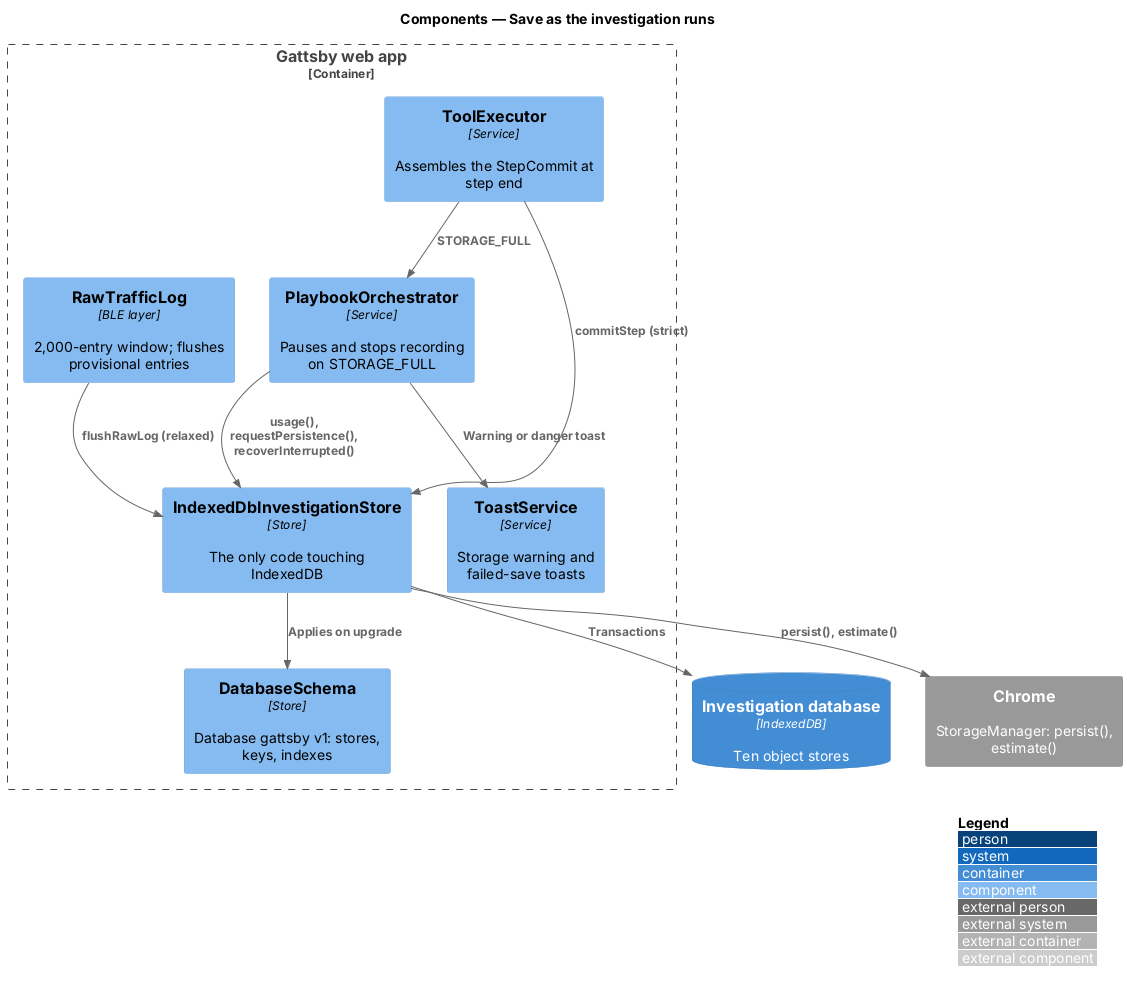 Components — Save as the investigation runs
Gattsby web app
[Container]
ToolExecutor
[Service]
Assembles the StepCommit at
step end
STORAGE_FULL
RawTrafficLog
[BLE layer]
2,000-entry window; flushes
provisional entries
PlaybookOrchestrator
[Service]
Pauses and stops recording
on STORAGE_FULL
commitStep (strict)
flushRawLog (relaxed)
usage(),
requestPersistence(),
recoverInterrupted()
Warning or danger toast
IndexedDbInvestigationStore
[Store]
The only code touching
IndexedDB
ToastService
[Service]
Storage warning and
failed-save toasts
Applies on upgrade
Transactions
persist(), estimate()
DatabaseSchema
[Store]
Database gattsby v1: stores,
keys, indexes
Investigation database
[IndexedDB]
Ten object stores
Chrome
StorageManager: persist(),
estimate()
Legend
person
system
container
component
external person
external system
external container
external component